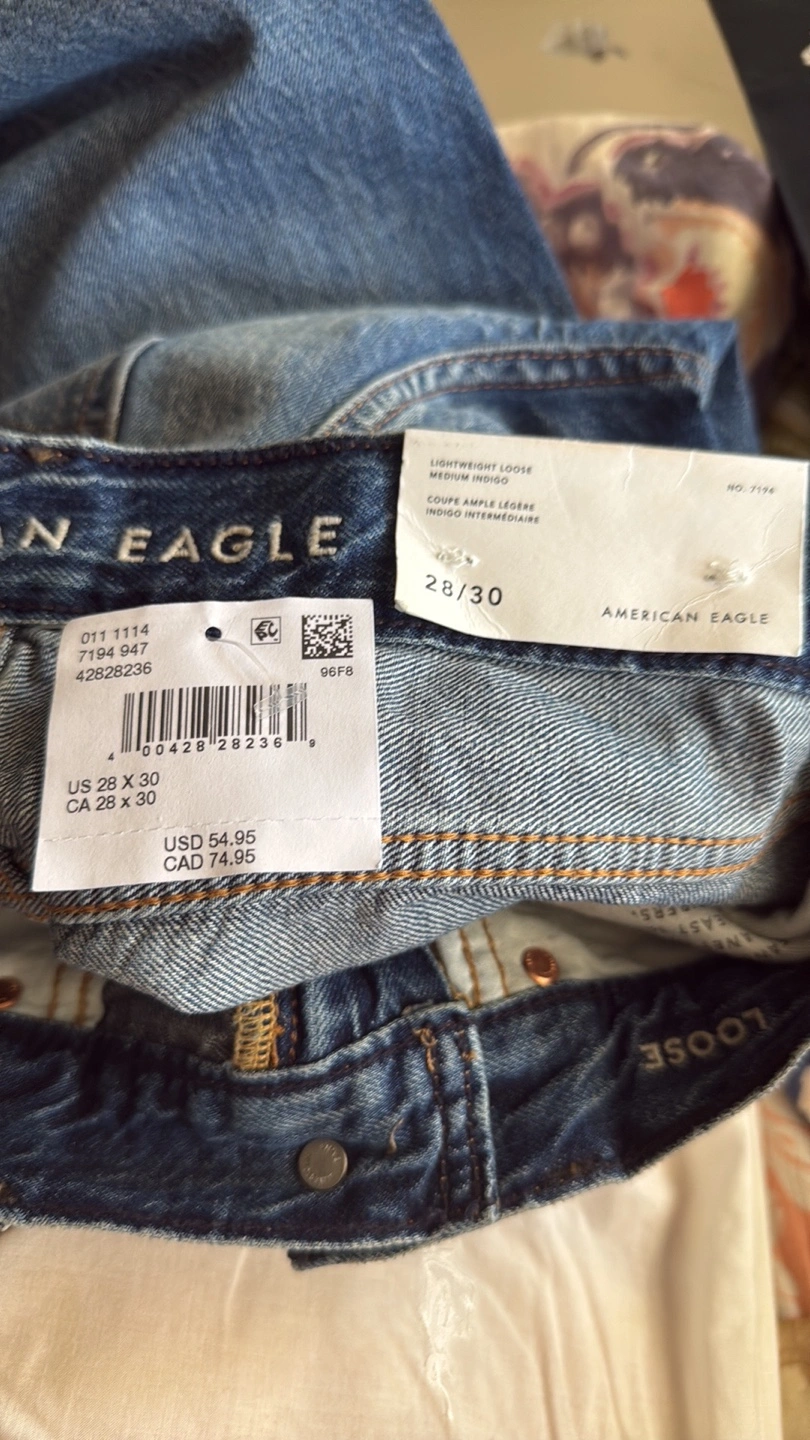 LIGHTWEIGHT LOOSE
MEDIUM INDIGO
NO. 7194
COUPE AMPLE LÉGÈRE
INDIGO INTERMÉDIAIRE
28/30
AMERICAN EAGLE
AN EAGLE
011 1114
7194 947
42828236
96F8
4 00428 28236 9
US 28 X 30
CA 28 x 30
USD 54.95
CAD 74.95
LOOSE